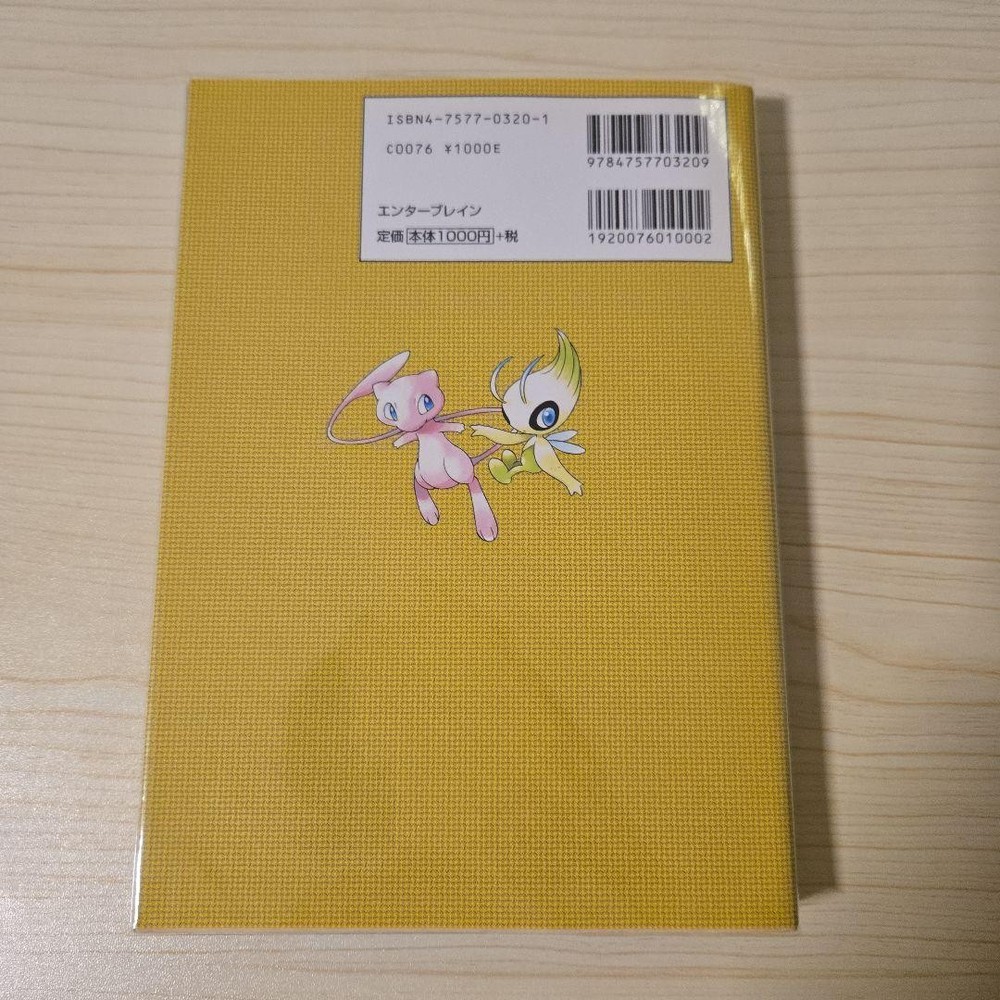 ISBN4-7577-0320-1
C0076 ¥1000E
9784757703209
エンターブレイン
定価 本体1000円+税
1920076010002